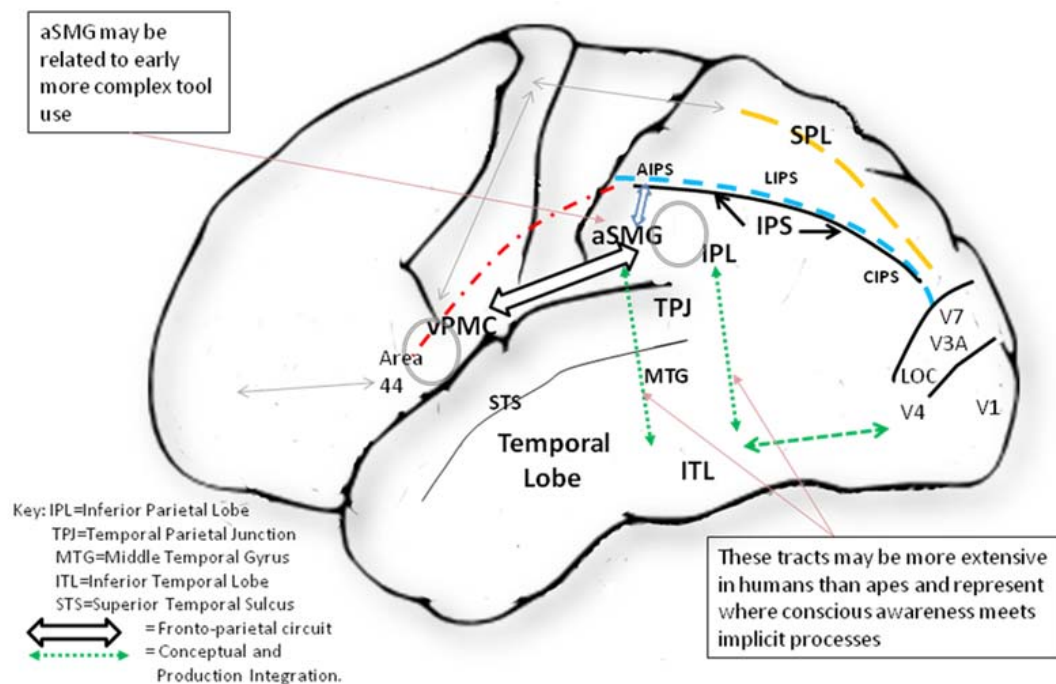 aSMG may be
related to early
more complex tool
use
SPL
AIPS
LIPS
IPS
aSMG
IPL
CIPS
TPJ
vPMC
V7
Area
44
V3A
MTG
LOC
STS
V4
V1
Temporal
Lobe
ITL
Key: IPL=Inferior Parietal Lobe
TPJ=Temporal Parietal Junction
MTG=Middle Temporal Gyrus
ITL=Inferior Temporal Lobe
STS=Superior Temporal Sulcus
= Fronto-parietal circuit
= Conceptual and
Production Integration.
These tracts may be more extensive
in humans than apes and represent
where conscious awareness meets
implicit processes